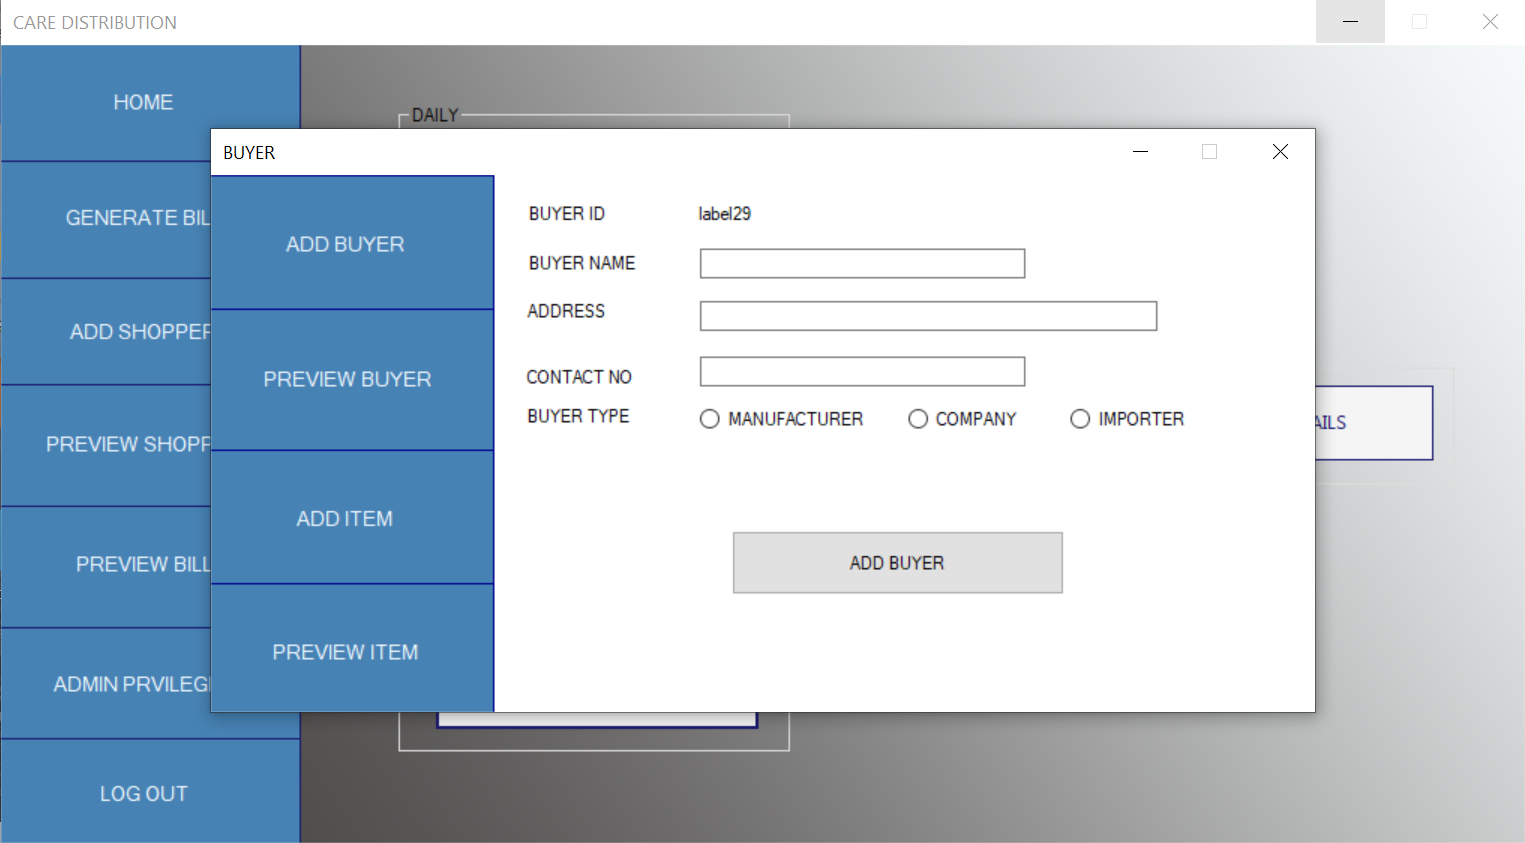 CARE DISTRIBUTION
HOME
GENERATE BIL
ADD SHOPPER
PREVIEW SHOPP
PREVIEW BILL
ADMIN PRVILEGI
LOG OUT
DAILY
BUYER
ADD BUYER
PREVIEW BUYER
ADD ITEM
PREVIEW ITEM
BUYER ID label29
BUYER NAME
ADDRESS
CONTACT NO
BUYER TYPE MANUFACTURER COMPANY IMPORTER
ADD BUYER
AILS